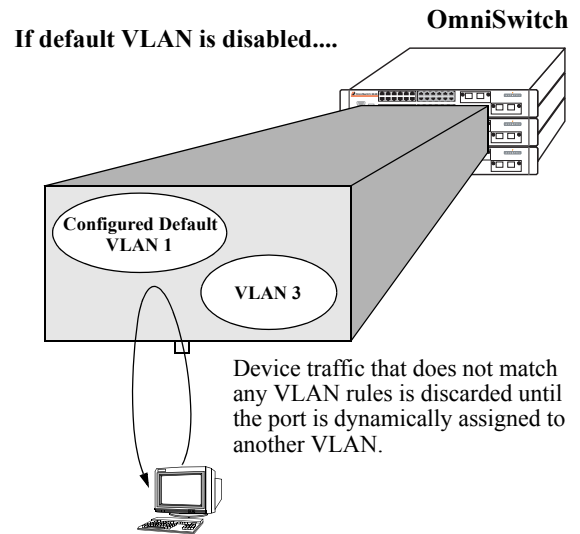 OmniSwitch
If default VLAN is disabled....
Configured Default
VLAN 1
VLAN 3
Device traffic that does not match
any VLAN rules is discarded until
the port is dynamically assigned to
another VLAN.